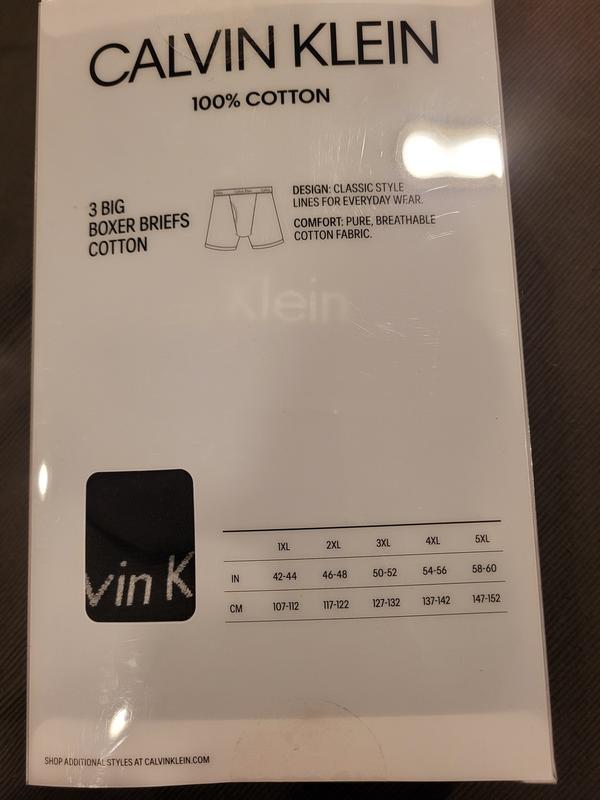 CALVIN KLEIN
100% COTTON
3 BIG
BOXER BRIEFS
COTTON
DESIGN: CLASSIC STYLE
LINES FOR EVERYDAY WEAR.
COMFORT: PURE, BREATHABLE
COTTON FABRIC.
Klein
vin K
1XL 2XL 3XL 4XL 5XL
IN 42-44 46-48 50-52 54-56 58-60
CM 107-112 117-122 127-132 137-142 147-152
SHOP ADDITIONAL STYLES AT CALVINKLEIN.COM